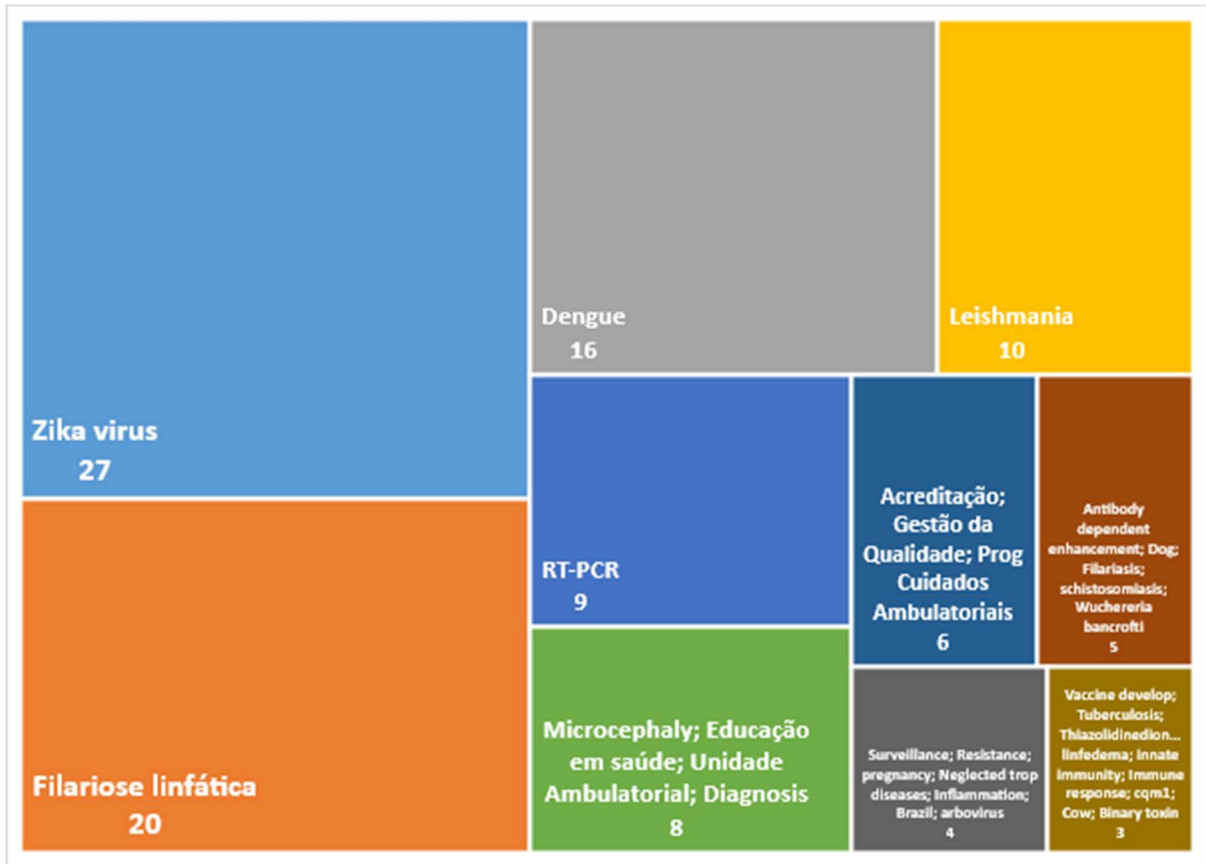 Zika virus
27
Filariose linfática
20
Dengue
16
Leishmania
10
RT-PCR
9
Microcephaly; Educação
em saúde; Unidade
Ambulatorial; Diagnosis
8
Acreditação;
Gestão da
Qualidade; Prog
Cuidados
Ambulatoriais
6
Antibody
dependent
enhancement; Dog;
Filariasis;
schistosomiasis;
Wuchereria
bancrofti
5
Surveillance; Resistance;
pregnancy; Neglected trop
diseases; Inflammation;
Brazil; arbovirus
4
Vaccine develop;
Tuberculosis;
Thiazolidinedion...
linfedema; innate
immunity; Immune
response; cqm1;
Cow; Binary toxin
3